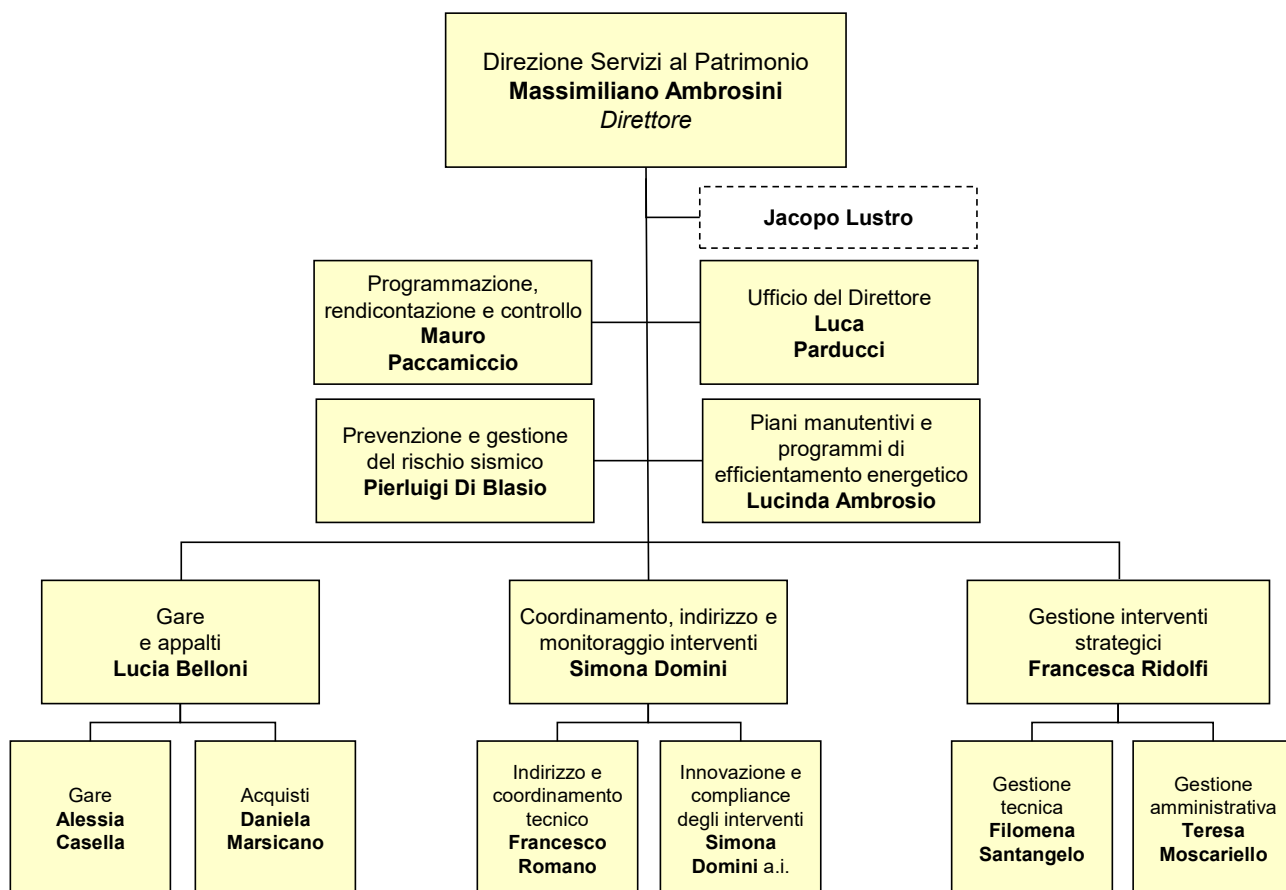 Direzione Servizi al Patrimonio
Massimiliano Ambrosini
Direttore
Jacopo Lustro
Programmazione,
rendicontazione e controllo
Mauro
Paccamiccio
Ufficio del Direttore
Luca
Parducci
Prevenzione e gestione
del rischio sismico
Pierluigi Di Blasio
Piani manutentivi e
programmi di
efficientamento energetico
Lucinda Ambrosio
Gare
e appalti
Lucia Belloni
Coordinamento, indirizzo e
monitoraggio interventi
Simona Domini
Gestione interventi
strategici
Francesca Ridolfi
Gare
Alessia
Casella
Acquisti
Daniela
Marsicano
Indirizzo e
coordinamento
tecnico
Francesco
Romano
Innovazione e
compliance
degli interventi
Simona
Domini a.i.
Gestione
tecnica
Filomena
Santangelo
Gestione
amministrativa
Teresa
Moscariello